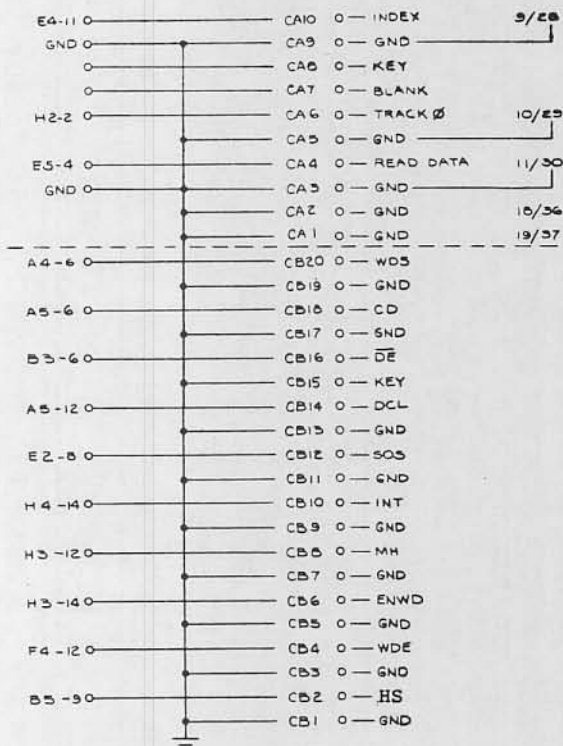 E4-11 CA10 INDEX 9/28
GND CA9 GND
CA8 KEY
CA7 BLANK
H2-2 CA6 TRACK Ø 10/29
CA5 GND
E5-4 CA4 READ DATA 11/30
GND CA3 GND
CA2 GND 18/36
CA1 GND 19/37
A4-6 CB20 WDS
CB19 GND
A5-6 CB18 CD
CB17 GND
B3-6 CB16 D̅E̅
CB15 KEY
A5-12 CB14 DCL
CB13 GND
E2-8 CB12 SOS
CB11 GND
H4-14 CB10 INT
CB9 GND
H3-12 CB8 MH
CB7 GND
H3-14 CB6 ENWD
CB5 GND
F4-12 CB4 WDE
CB3 GND
B5-9 CB2 HS
CB1 GND